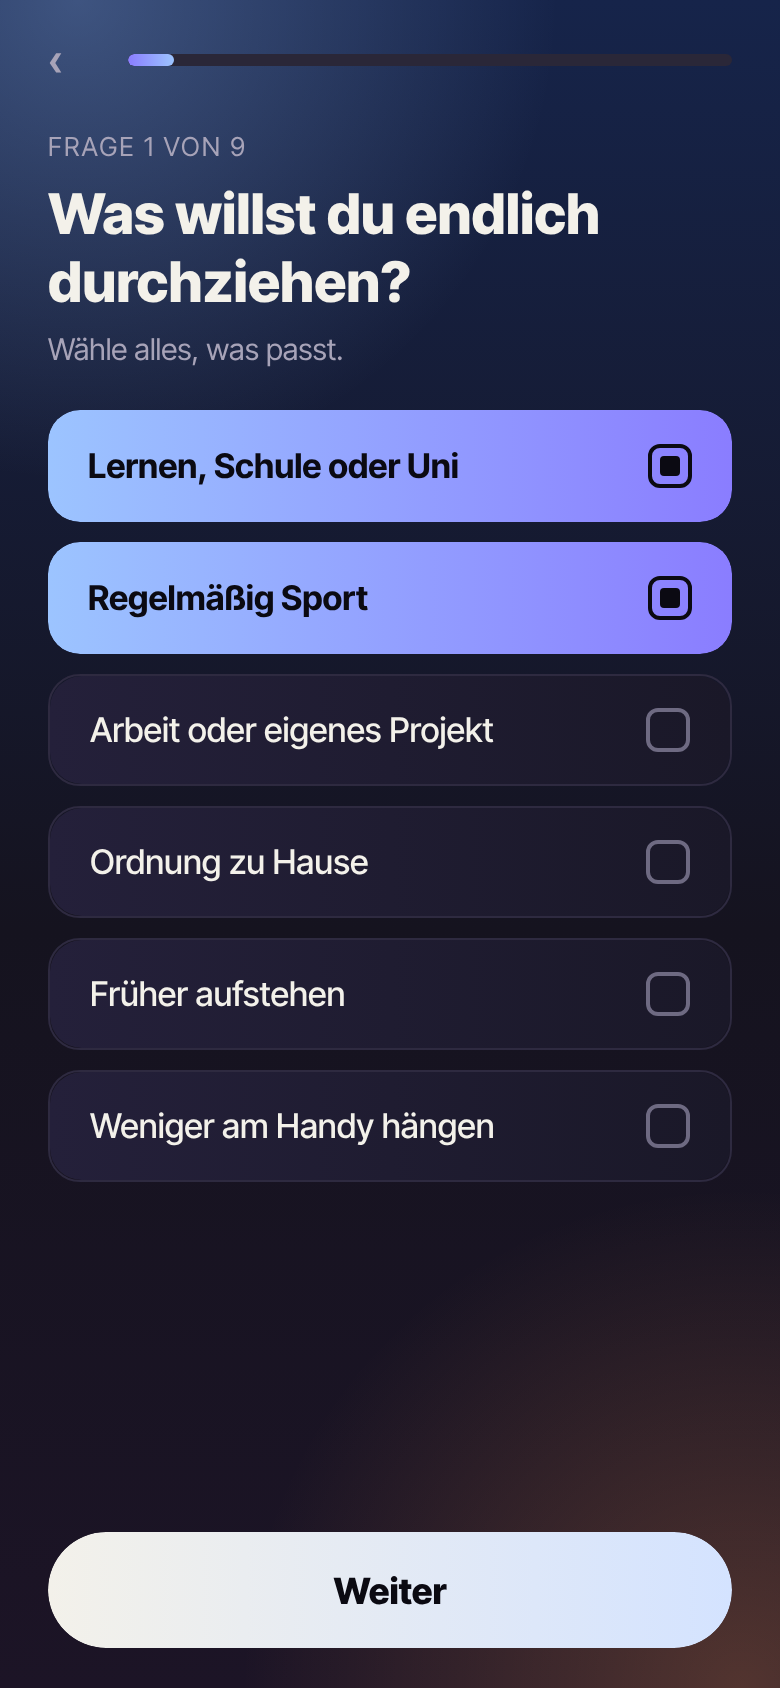 FRAGE 1 VON 9
Was willst du endlich
durchziehen?
Wähle alles, was passt.
Lernen, Schule oder Uni
Regelmäßig Sport
Arbeit oder eigenes Projekt
Ordnung zu Hause
Früher aufstehen
Weniger am Handy hängen
Weiter